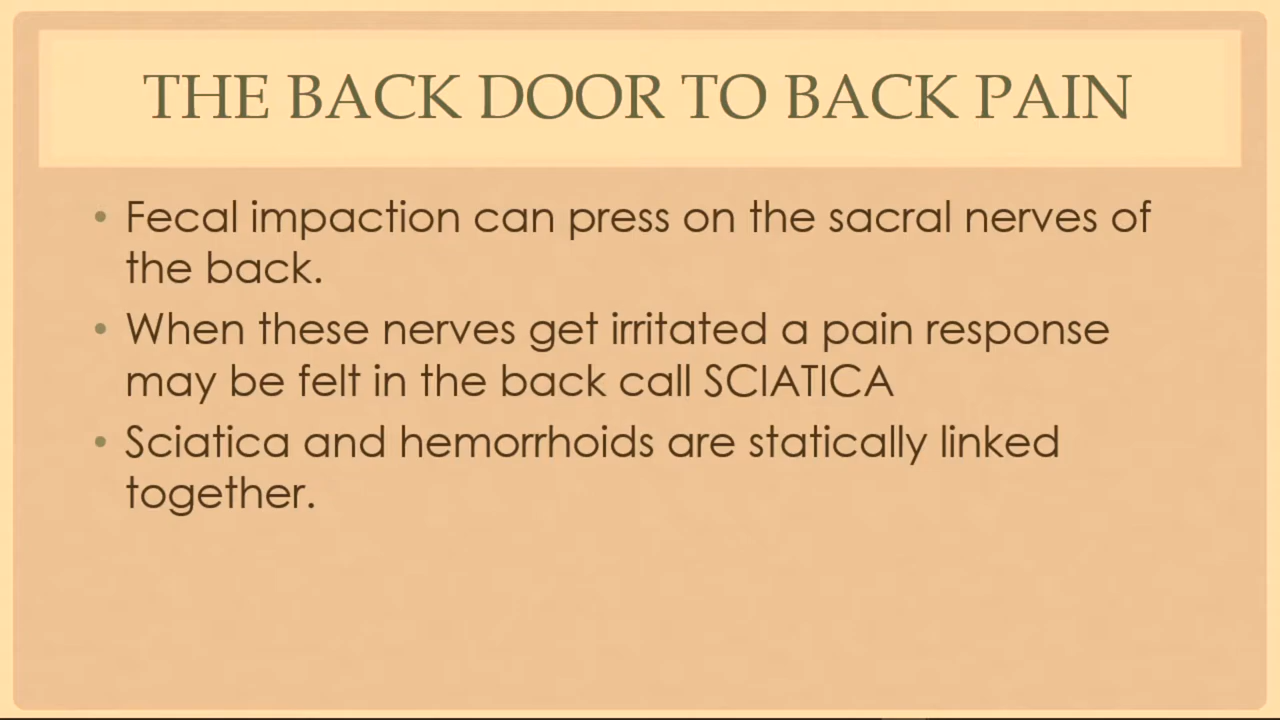 THE BACK DOOR TO BACK PAIN
• Fecal impaction can press on the sacral nerves of
the back.
• When these nerves get irritated a pain response
may be felt in the back call SCIATICA
• Sciatica and hemorrhoids are statically linked
together.